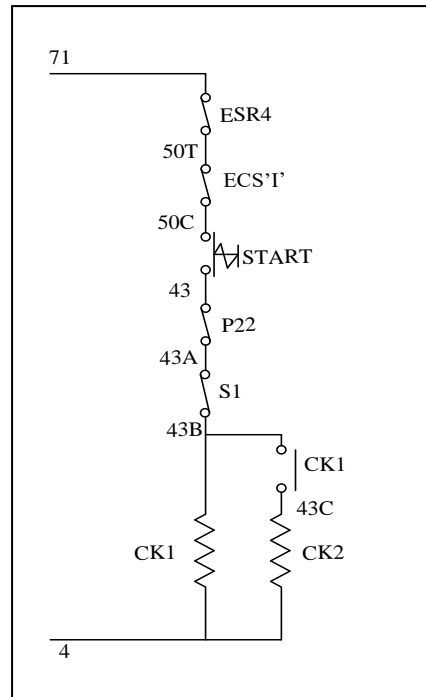 71
ESR4
50T
ECS'I'
50C
START
43
P22
43A
S1
43B
CK1
43C
CK1
CK2
4